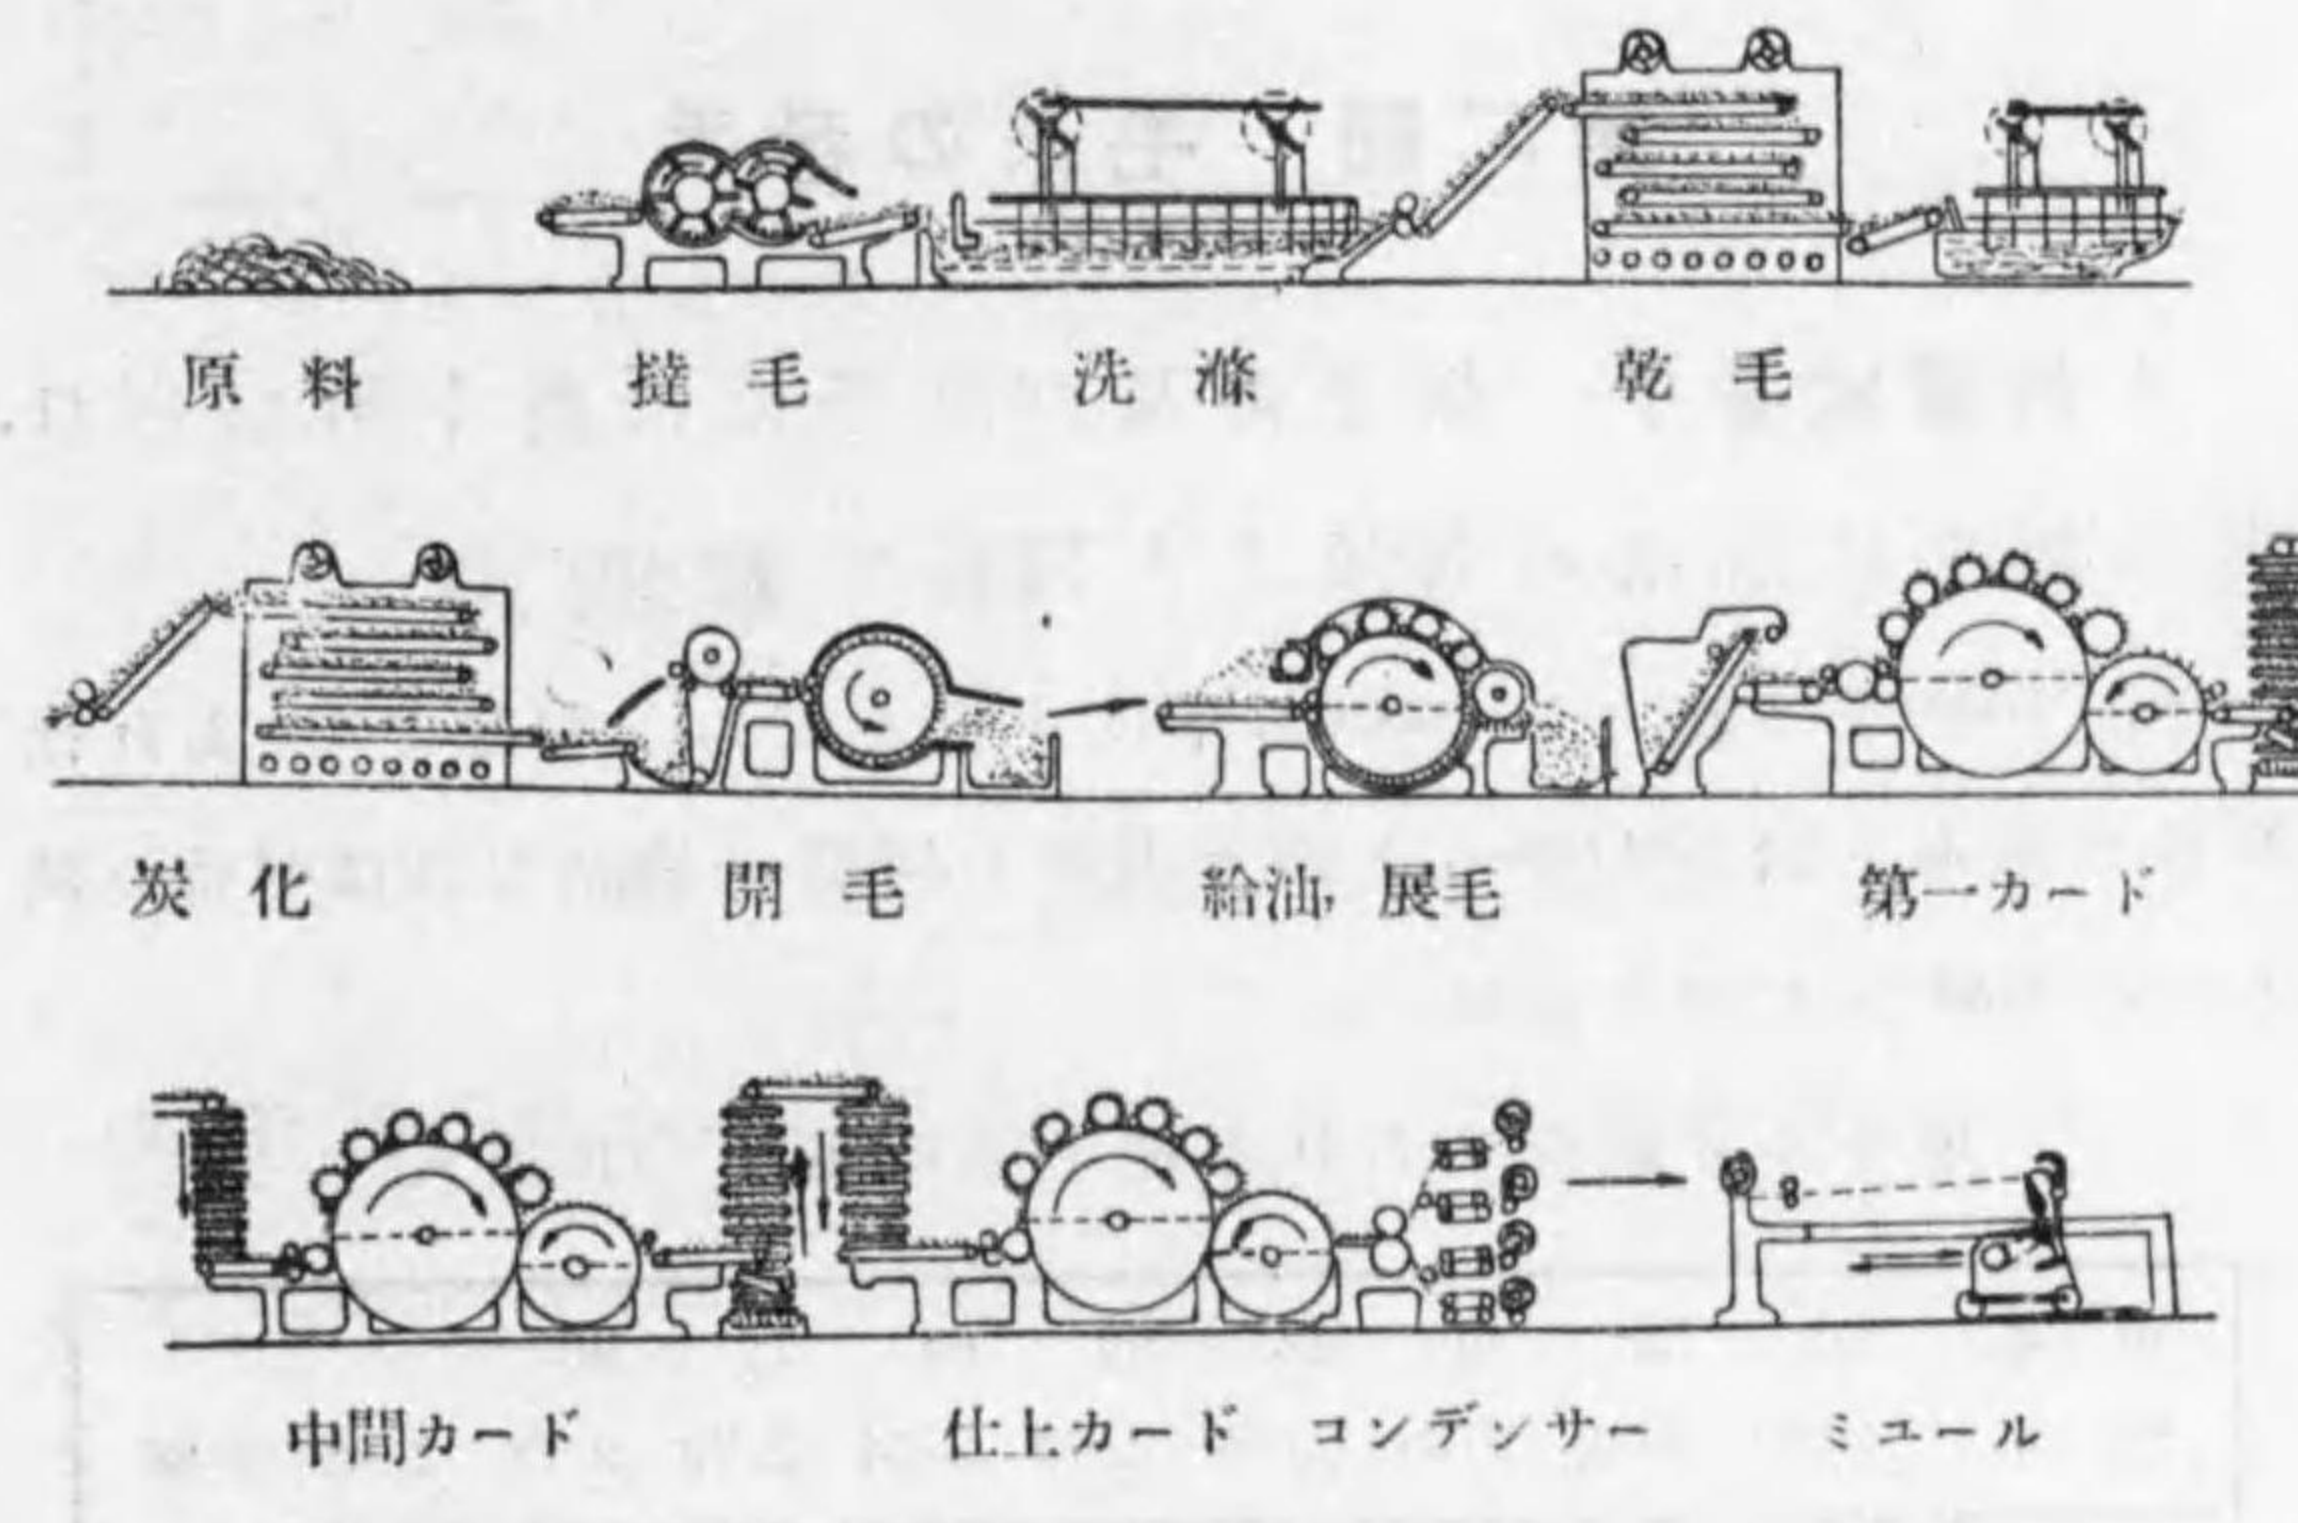 原料 撻毛 洗滌 乾毛
炭化 開毛 給油，展毛 第一カード
中間カード 仕上カード コンデンサー ミユール